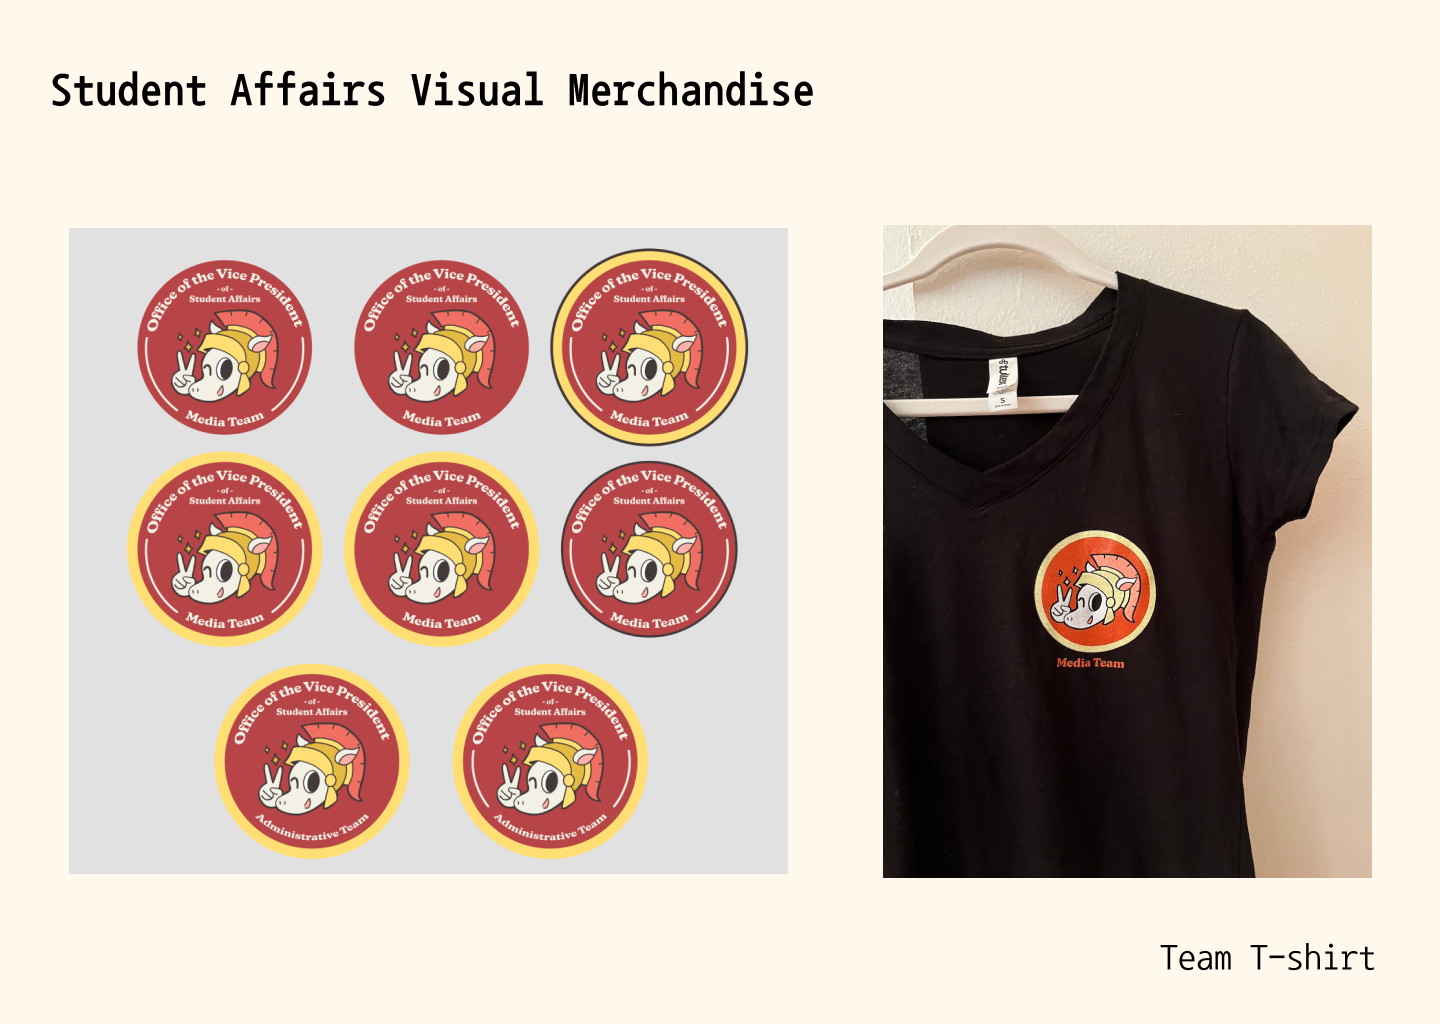 Student Affairs Visual Merchandise
Office of the Vice President
- of -
Student Affairs
Media Team
Office of the Vice President
- of -
Student Affairs
Media Team
Office of the Vice President
- of -
Student Affairs
Media Team
Office of the Vice President
- of -
Student Affairs
Media Team
Office of the Vice President
- of -
Student Affairs
Media Team
Office of the Vice President
- of -
Student Affairs
Media Team
Office of the Vice President
- of -
Student Affairs
Administrative Team
Office of the Vice President
- of -
Student Affairs
Administrative Team
S
Media Team
Team T-shirt